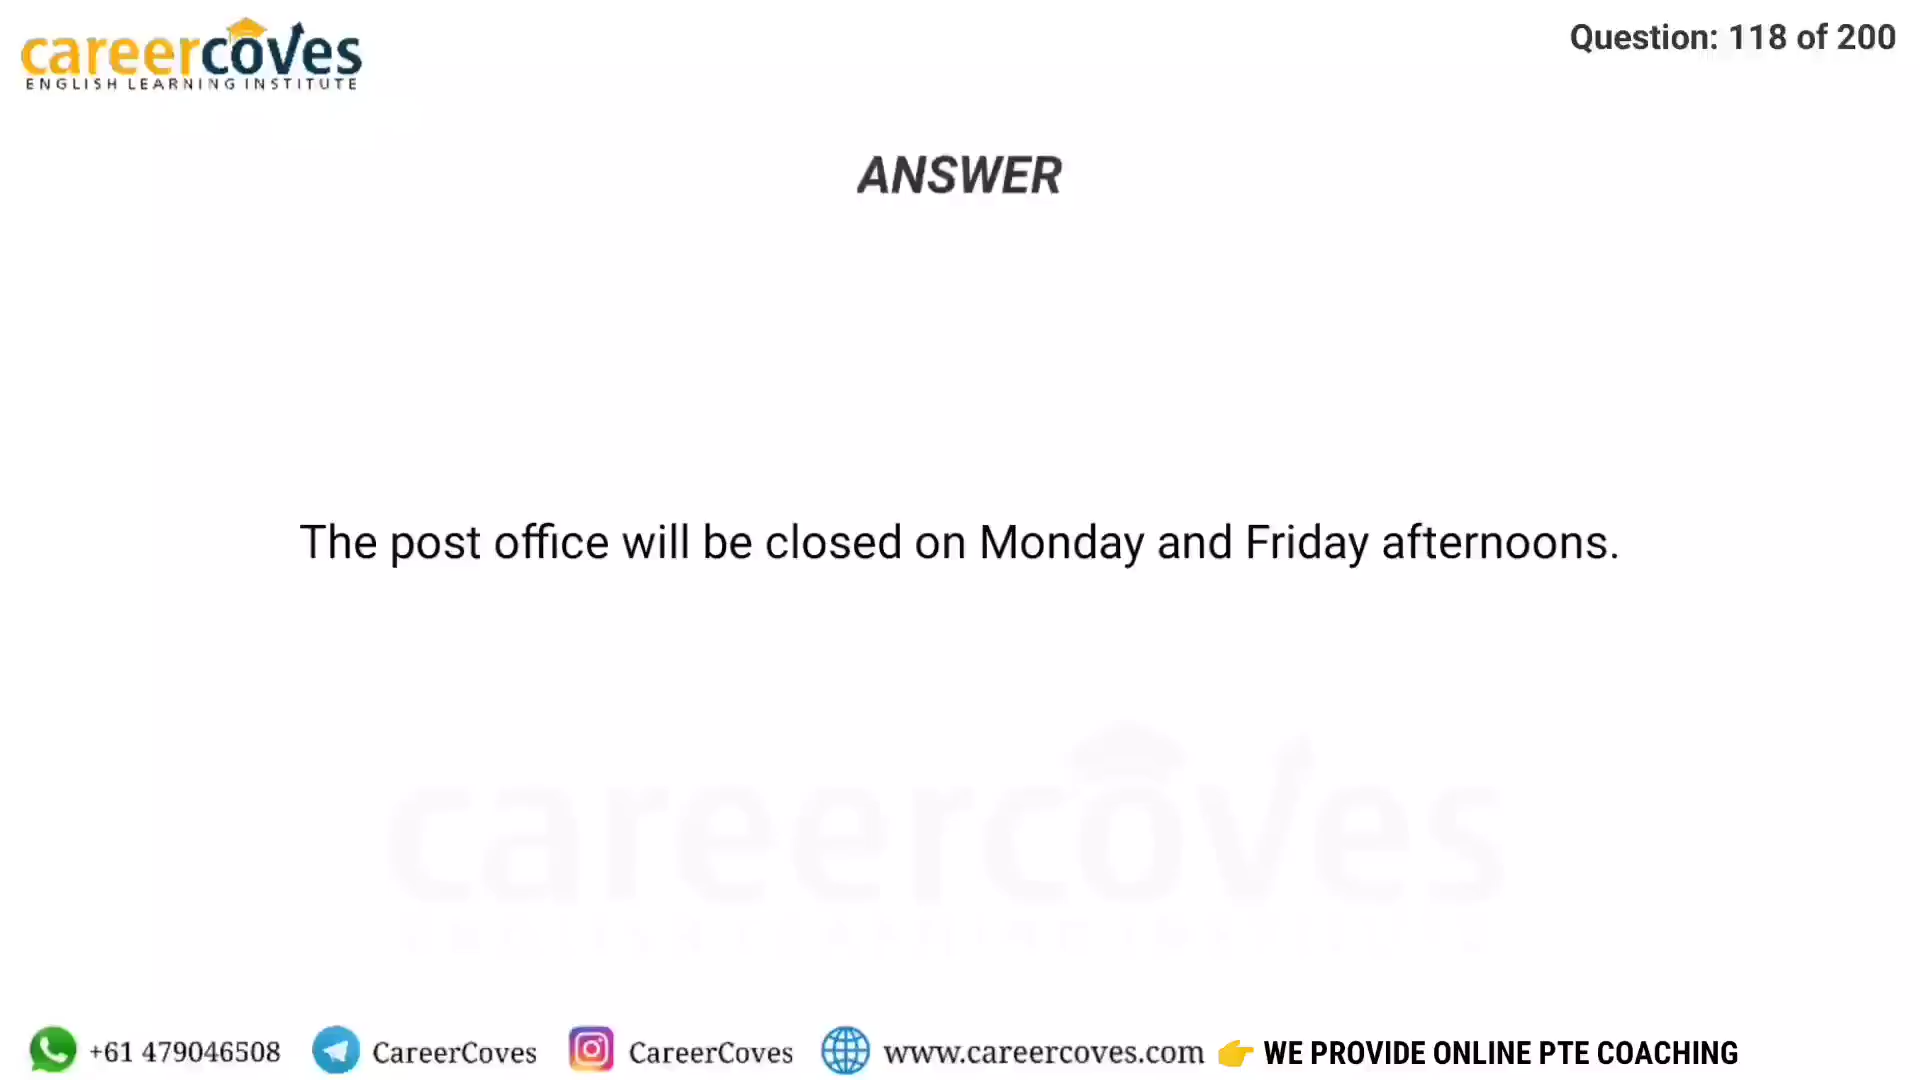 careercoves
ENGLISH LEARNING INSTITUTE
Question: 118 of 200
ANSWER
The post office will be closed on Monday and Friday afternoons.
careercoves
+61 479046508 CareerCoves CareerCoves www.careercoves.com 👉 WE PROVIDE ONLINE PTE COACHING